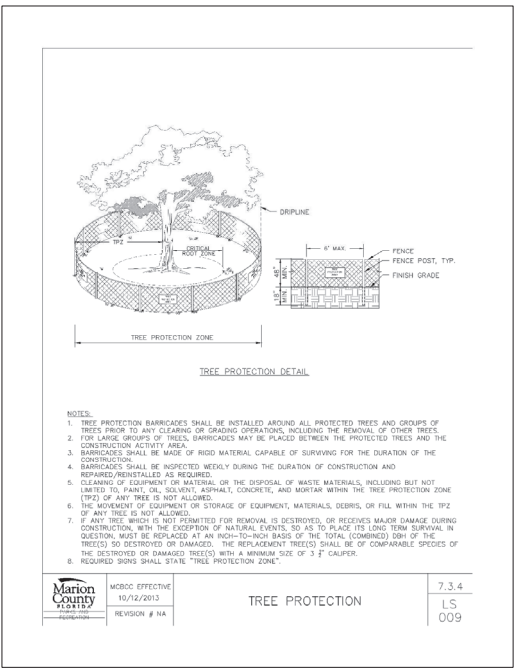 DRIPLINE
TPZ
CRITICAL
ROOT ZONE
6' MAX.
FENCE
FENCE POST, TYP.
FINISH GRADE
48"
MIN.
18"
MIN.
TREE PROTECTION ZONE
TREE PROTECTION DETAIL
NOTES:
1. TREE PROTECTION BARRICADES SHALL BE INSTALLED AROUND ALL PROTECTED TREES AND GROUPS OF
TREES PRIOR TO ANY CLEARING OR GRADING OPERATIONS, INCLUDING THE REMOVAL OF OTHER TREES.
2. FOR LARGE GROUPS OF TREES, BARRICADES MAY BE PLACED BETWEEN THE PROTECTED TREES AND THE
CONSTRUCTION ACTIVITY AREA.
3. BARRICADES SHALL BE MADE OF RIGID MATERIAL CAPABLE OF SURVIVING FOR THE DURATION OF THE
CONSTRUCTION.
4. BARRICADES SHALL BE INSPECTED WEEKLY DURING THE DURATION OF CONSTRUCTION AND
REPAIRED/REINSTALLED AS REQUIRED.
5. CLEANING OF EQUIPMENT OR MATERIAL OR THE DISPOSAL OF WASTE MATERIALS, INCLUDING BUT NOT
LIMITED TO, PAINT, OIL, SOLVENT, ASPHALT, CONCRETE, AND MORTAR WITHIN THE TREE PROTECTION ZONE
(TPZ) OF ANY TREE IS NOT ALLOWED.
6. THE MOVEMENT OF EQUIPMENT OR STORAGE OF EQUIPMENT, MATERIALS, DEBRIS, OR FILL WITHIN THE TPZ
OF ANY TREE IS NOT ALLOWED.
7. IF ANY TREE WHICH IS NOT PERMITTED FOR REMOVAL IS DESTROYED, OR RECEIVES MAJOR DAMAGE DURING
CONSTRUCTION, WITH THE EXCEPTION OF NATURAL EVENTS, SO AS TO PLACE ITS LONG TERM SURVIVAL IN
QUESTION, MUST BE REPLACED AT AN INCH-TO-INCH BASIS OF THE TOTAL (COMBINED) DBH OF THE
TREE(S) SO DESTROYED OR DAMAGED. THE REPLACEMENT TREE(S) SHALL BE OF COMPARABLE SPECIES OF
THE DESTROYED OR DAMAGED TREE(S) WITH A MINIMUM SIZE OF 3 CALIPER.
8. REQUIRED SIGNS SHALL STATE "TREE PROTECTION ZONE".
Marion
County
FLORIDA
PARKS AND
RECREATION
MCBCC EFFECTIVE
10/12/2013
REVISION # NA
TREE PROTECTION
7.3.4
LS
009